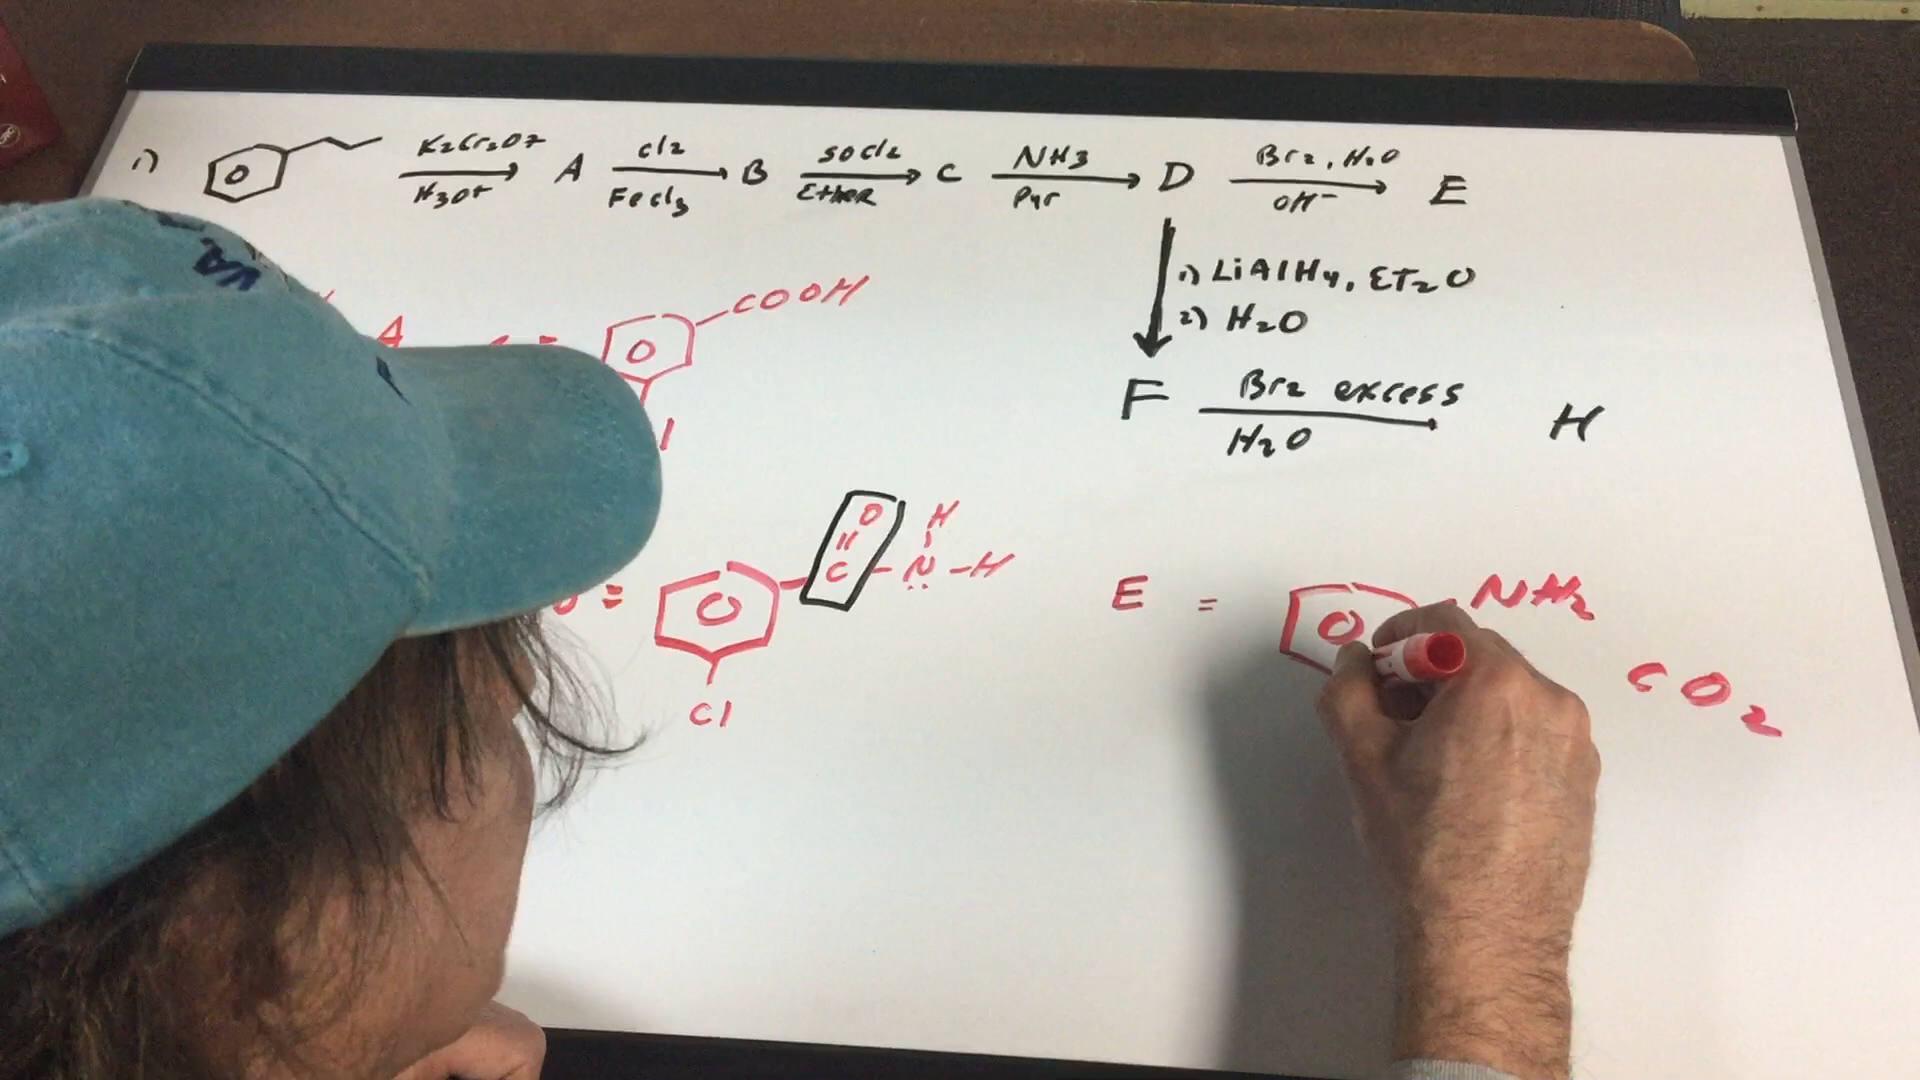 1) K2Cr2O7 H3O+ A Cl2 FeCl3 B SOCl2 Ether C NH3 Pyr D Br2, H2O OH- E
1) LiAlH4, ET2O
2) H2O
F Br2 excess H2O H
A
COOH
O H
C - N - H
Cl
E = NH2
CO2